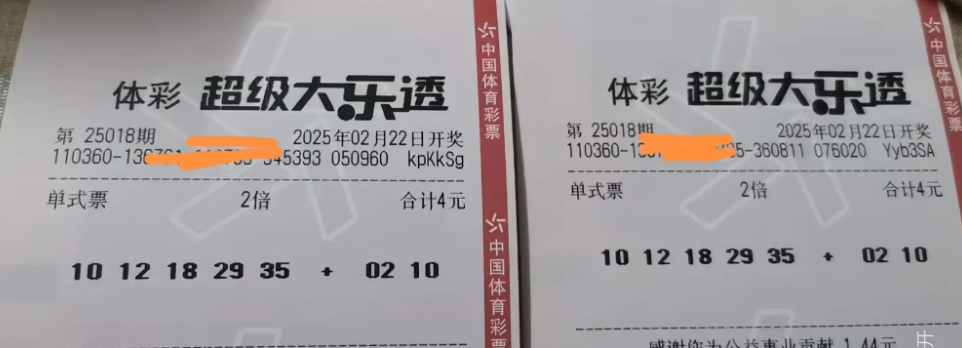 体彩 超级大乐透
第 25018期 2025年02月22日开奖
110360-13 345393 050960 kpKkSg
单式票 2倍 合计4元
10 12 18 29 35 + 02 10
中国体育彩票
中国体育彩票
体彩 超级大乐透
第 25018期 2025年02月22日开奖
110360-13 5-360811 076020 Yyb3SA
单式票 2倍 合计4元
10 12 18 29 35 + 02 10
感谢您为公益事业贡献 1.44元
中国体育彩票